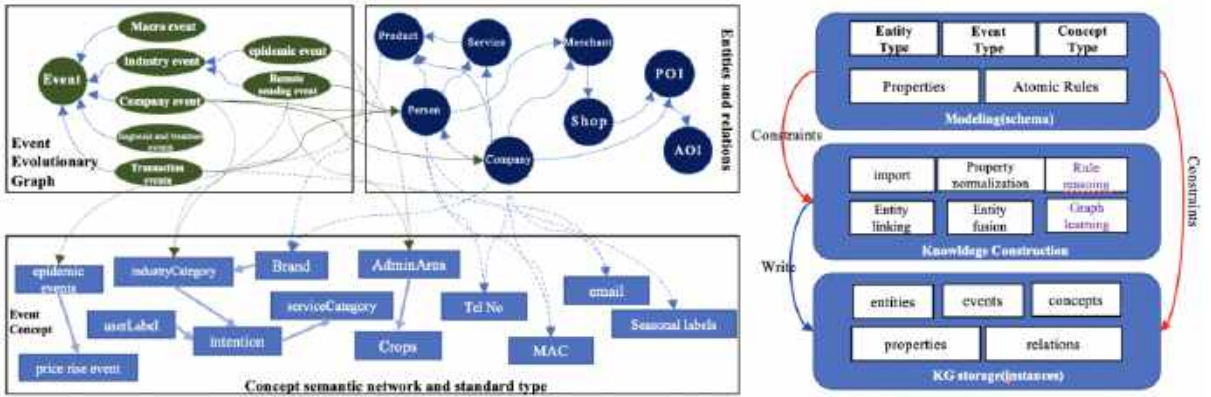 Macro event
Industry event
epidemic event
Event
Company event
Remote
sensing event
Transaction
events
Event
Evolutionary
Graph
Product
Service
Merchant
POI
Person
Shop
AOI
Company
Entities and relations
epidemic
events
industryCategory
Brand
AdminArea
email
serviceCategory
Tel No
Seasonal labels
Event
Concept
userLabel
intention
Crops
MAC
price rise event
Concept semantic network and standard type
Entity
Type
Event
Type
Concept
Type
Properties
Atomic Rules
Modeling(schema)
Constraints
Constraints
import
Property
normalization
Rule
reasoning
Entity
linking
Entity
fusion
Graph
learning
Knowldege Construction
Write
entities
events
concepts
properties
relations
KG storage(instances)